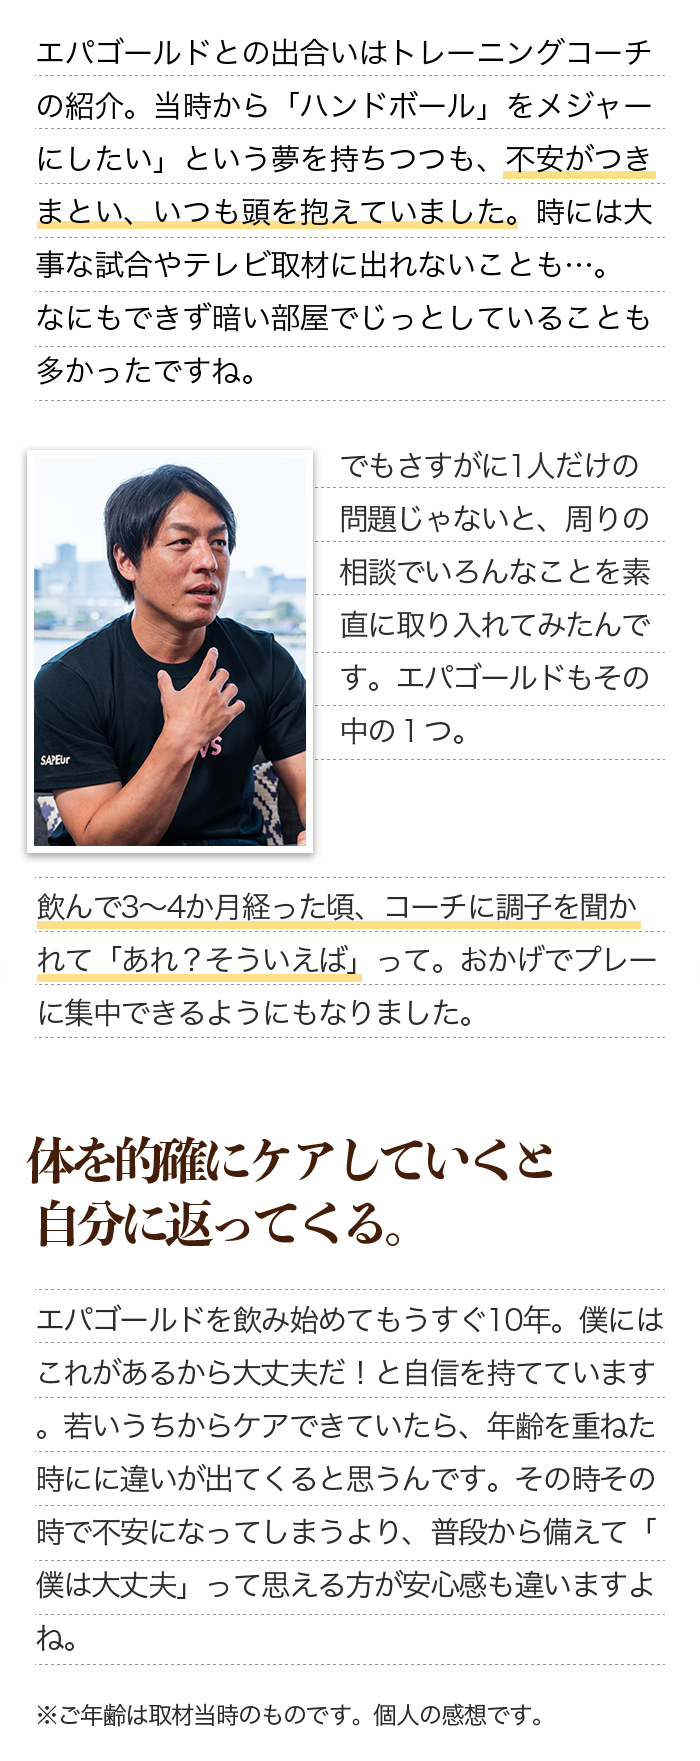 エパゴールドとの出合いはトレーニングコーチ
の紹介。当時から「ハンドボール」をメジャー
にしたい」という夢を持ちつつも、不安がつき
まとい、いつも頭を抱えていました。時には大
事な試合やテレビ取材に出れないことも…。
なにもできず暗い部屋でじっとしていることも
多かったですね。
でもさすがに1人だけの
問題じゃないと、周りの
相談でいろんなことを素
直に取り入れてみたんで
す。エパゴールドもその
中の１つ。
SAPEur
VS
飲んで3〜4か月経った頃、コーチに調子を聞か
れて「あれ？そういえば」って。おかげでプレー
に集中できるようにもなりました。
体を的確にケアしていくと
自分に返ってくる。
エパゴールドを飲み始めてもうすぐ10年。僕には
これがあるから大丈夫だ！と自信を持てています
。若いうちからケアできていたら、年齢を重ねた
時にに違いが出てくると思うんです。その時その
時で不安になってしまうより、普段から備えて「
僕は大丈夫」って思える方が安心感も違いますよ
ね。
※ご年齢は取材当時のものです。個人の感想です。